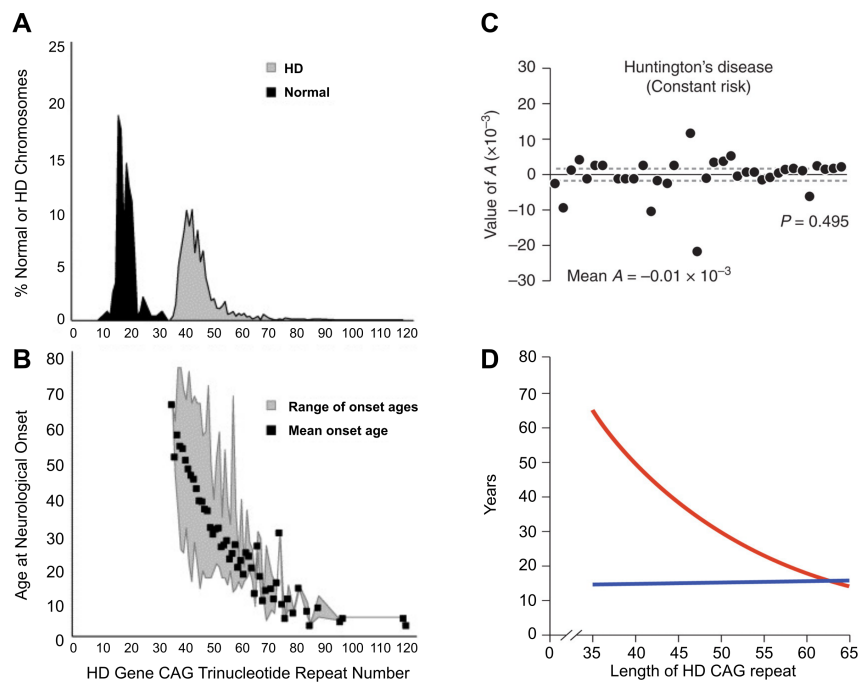 A
25
20
15
10
5
0
% Normal or HD Chromosomes
HD
Normal
0 10 20 30 40 50 60 70 80 90 100 110 120
B
80
70
60
50
40
30
20
10
0
Age at Neurological Onset
Range of onset ages
Mean onset age
0 10 20 30 40 50 60 70 80 90 100 110 120
HD Gene CAG Trinucleotide Repeat Number
C
Huntington's disease
(Constant risk)
30
20
10
0
−10
−20
−30
Value of A (×10−3)
P = 0.495
Mean A = −0.01 × 10−3
D
80
70
60
50
40
30
20
10
0
Years
0 35 40 45 50 55 60 65
Length of HD CAG repeat